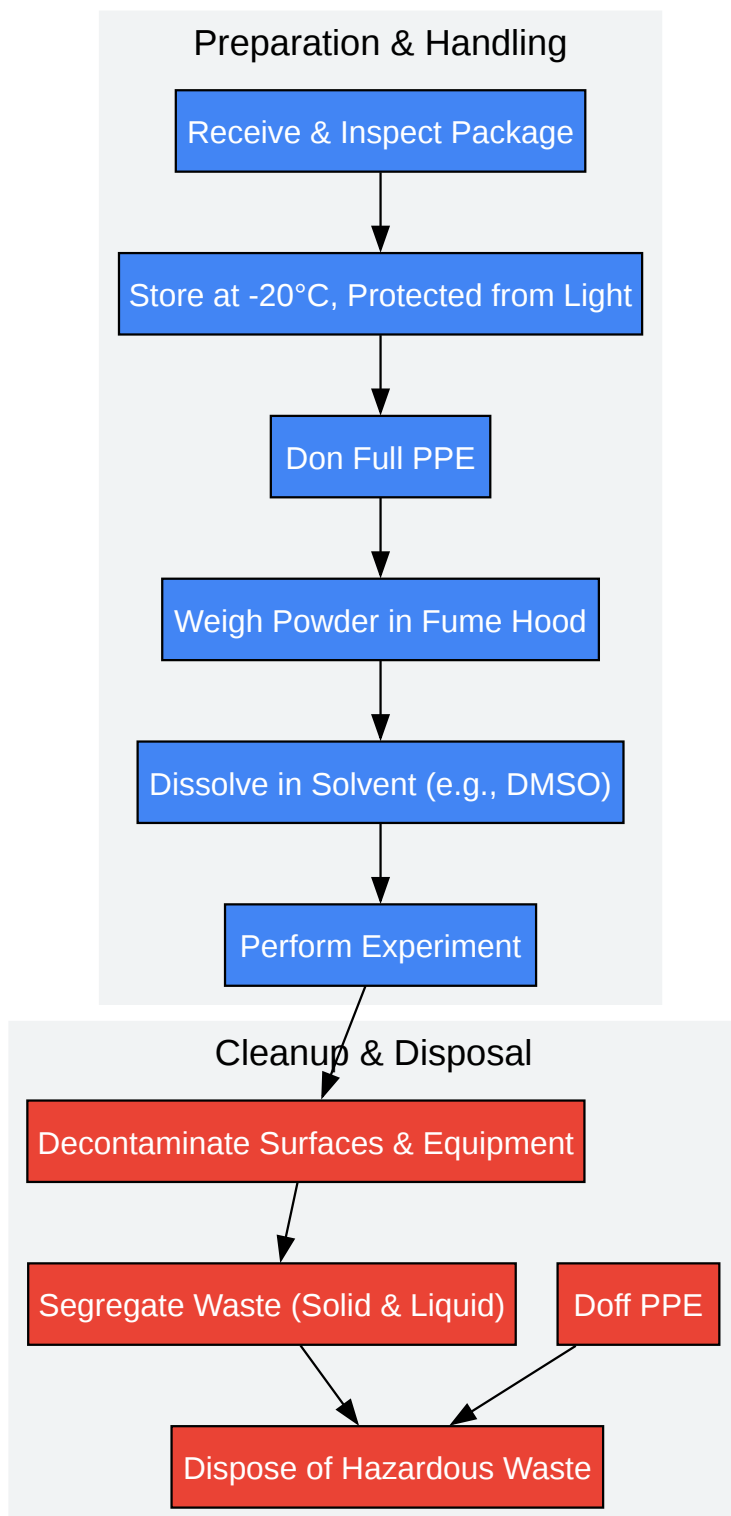 Preparation & Handling
Receive & Inspect Package
Store at -20°C, Protected from Light
Don Full PPE
Weigh Powder in Fume Hood
Dissolve in Solvent (e.g., DMSO)
Perform Experiment
Cleanup & Disposal
Decontaminate Surfaces & Equipment
Segregate Waste (Solid & Liquid)
Doff PPE
Dispose of Hazardous Waste